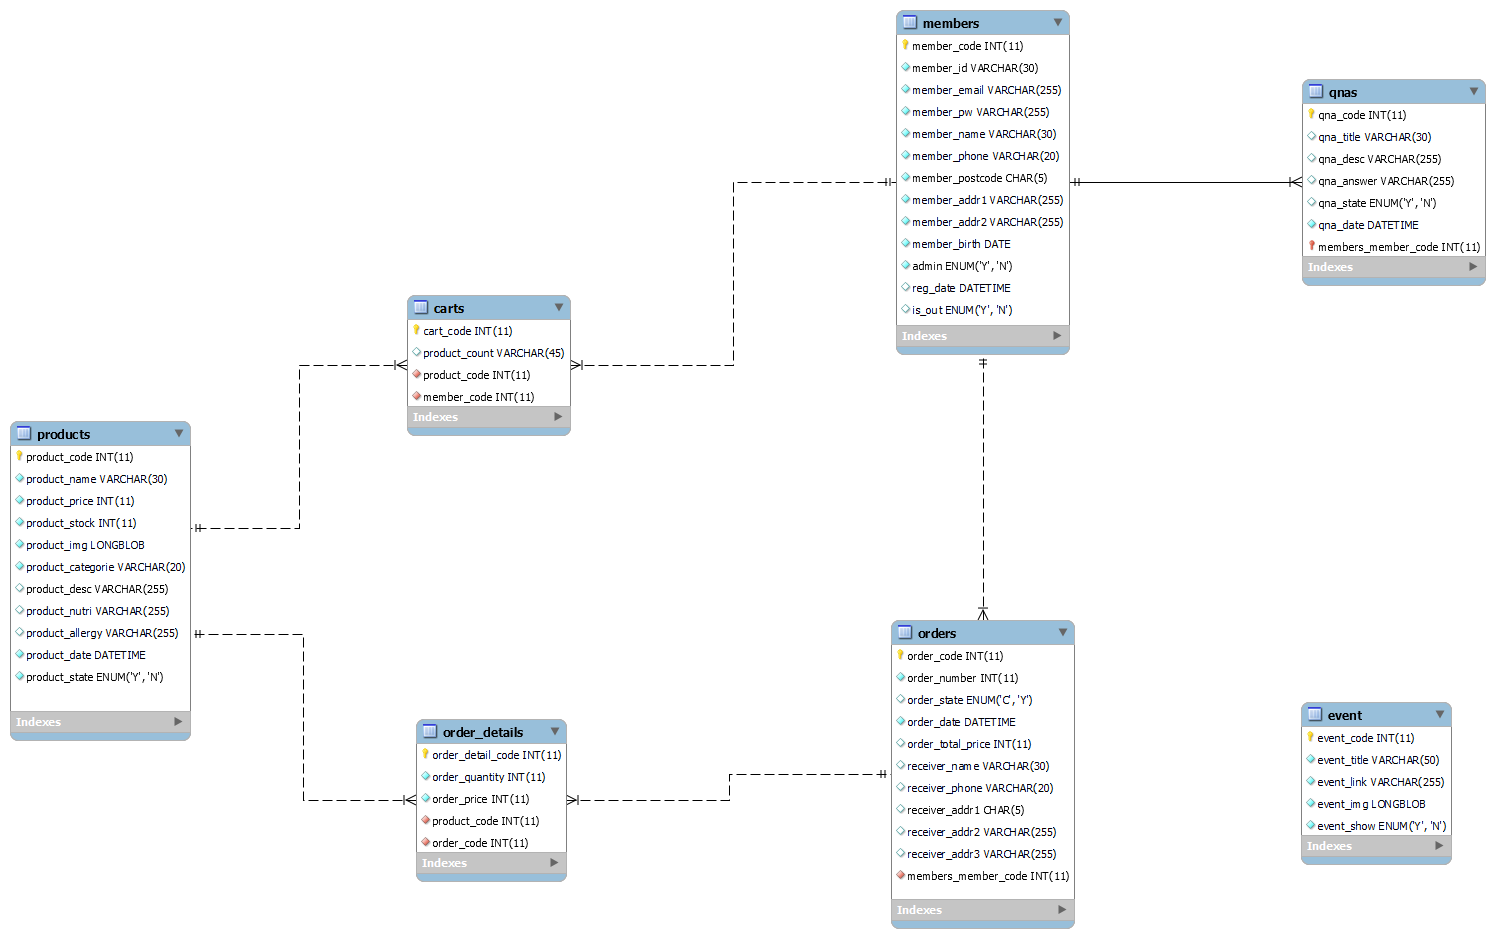 members
member_code INT(11)
member_id VARCHAR(30)
member_email VARCHAR(255)
member_pw VARCHAR(255)
member_name VARCHAR(30)
member_phone VARCHAR(20)
member_postcode CHAR(5)
member_addr1 VARCHAR(255)
member_addr2 VARCHAR(255)
member_birth DATE
admin ENUM('Y', 'N')
reg_date DATETIME
is_out ENUM('Y', 'N')
Indexes
qnas
qna_code INT(11)
qna_title VARCHAR(30)
qna_desc VARCHAR(255)
qna_answer VARCHAR(255)
qna_state ENUM('Y', 'N')
qna_date DATETIME
members_member_code INT(11)
Indexes
carts
cart_code INT(11)
product_count VARCHAR(45)
product_code INT(11)
member_code INT(11)
Indexes
products
product_code INT(11)
product_name VARCHAR(30)
product_price INT(11)
product_stock INT(11)
product_img LONGBLOB
product_categorie VARCHAR(20)
product_desc VARCHAR(255)
product_nutri VARCHAR(255)
product_allergy VARCHAR(255)
product_date DATETIME
product_state ENUM('Y', 'N')
Indexes
order_details
order_detail_code INT(11)
order_quantity INT(11)
order_price INT(11)
product_code INT(11)
order_code INT(11)
Indexes
orders
order_code INT(11)
order_number INT(11)
order_state ENUM('C', 'Y')
order_date DATETIME
order_total_price INT(11)
receiver_name VARCHAR(30)
receiver_phone VARCHAR(20)
receiver_addr1 CHAR(5)
receiver_addr2 VARCHAR(255)
receiver_addr3 VARCHAR(255)
members_member_code INT(11)
Indexes
event
event_code INT(11)
event_title VARCHAR(50)
event_link VARCHAR(255)
event_img LONGBLOB
event_show ENUM('Y', 'N')
Indexes